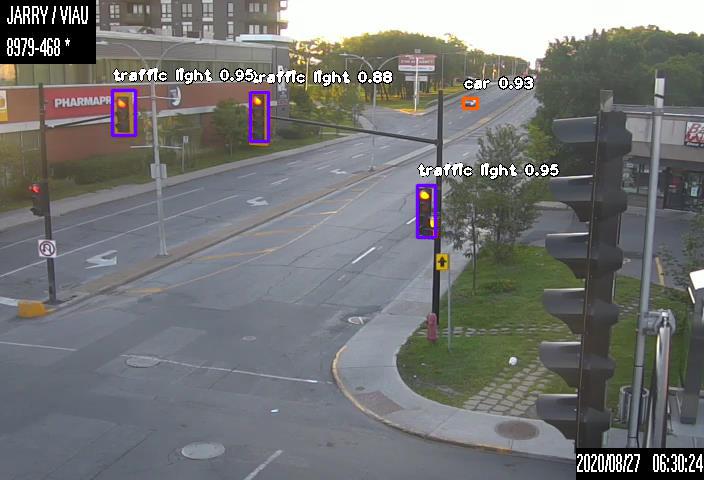 JARRY / VIAU
8979-468 *
traffic light 0.95
traffic light 0.88
car 0.93
PHARMAPR
traffic light 0.95
2020/08/27 06:30:24